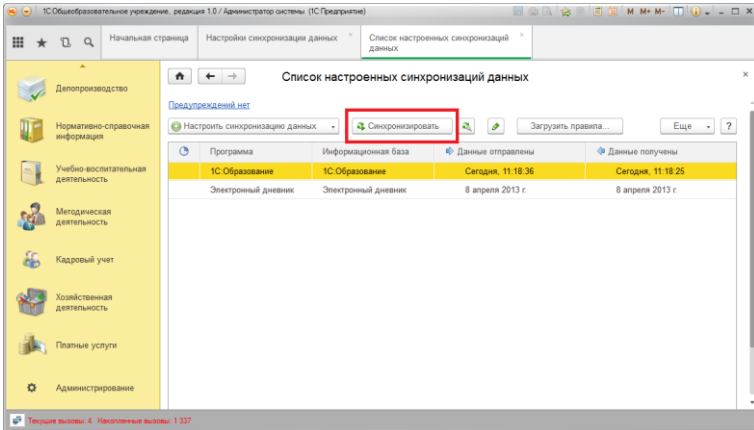 1С:Общеобразовательное учреждение, редакция 1.0 / Администратор системы (1С:Предприятие)
M M+ M-
Начальная страница
Настройки синхронизации данных
Список настроенных синхронизаций
данных
Список настроенных синхронизаций данных
Предупреждений нет
Настроить синхронизацию данных
Синхронизировать
Загрузить правила...
Еще
?
Программа Информационная база Данные отправлены Данные получены
1С:Образование 1С:Образование Сегодня, 11:18:36 Сегодня, 11:18:25
Электронный дневник Электронный дневник 8 апреля 2013 г. 8 апреля 2013 г.
Делопроизводство
Нормативно-справочная
информация
Учебно-воспитательная
деятельность
Методическая
деятельность
Кадровый учет
Хозяйственная
деятельность
Платные услуги
Администрирование
Текущие вызовы: 4 Накопленные вызовы: 1 337